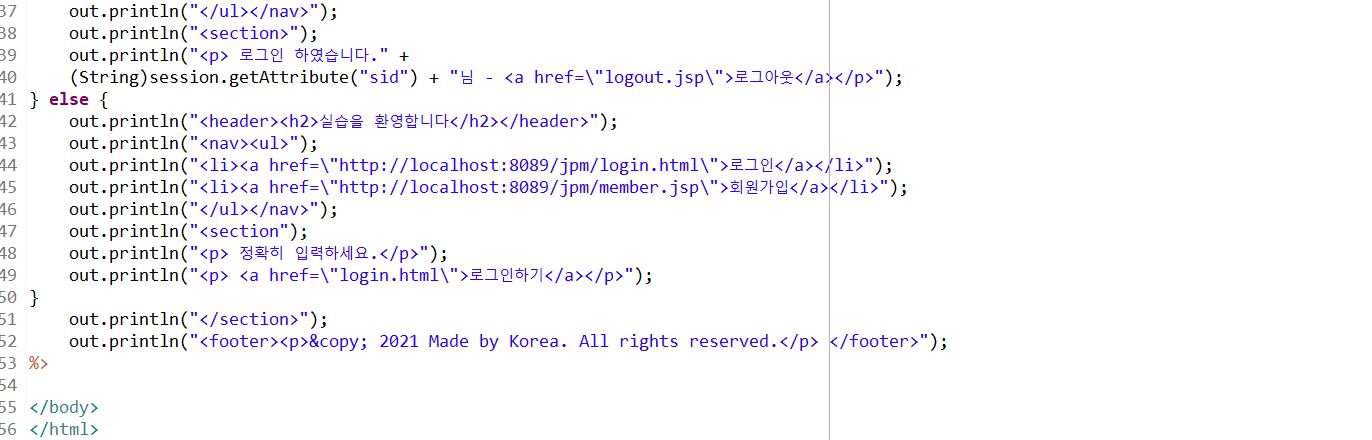 37     out.println("</ul></nav>");
38     out.println("<section>");
39     out.println("<p> 로그인 하였습니다." +
40     (String)session.getAttribute("sid") + "님 - <a href=\"logout.jsp\">로그아웃</a></p>");
41 } else {
42     out.println("<header><h2>실습을 환영합니다</h2></header>");
43     out.println("<nav><ul>");
44     out.println("<li><a href=\"http://localhost:8089/jpm/login.html\">로그인</a></li>");
45     out.println("<li><a href=\"http://localhost:8089/jpm/member.jsp\">회원가입</a></li>");
46     out.println("</ul></nav>");
47     out.println("<section");
48     out.println("<p> 정확히 입력하세요.</p>");
49     out.println("<p> <a href=\"login.html\">로그인하기</a></p>");
50 }
51     out.println("</section>");
52     out.println("<footer><p>&copy; 2021 Made by Korea. All rights reserved.</p> </footer>");
53 %>
54
55 </body>
56 </html>